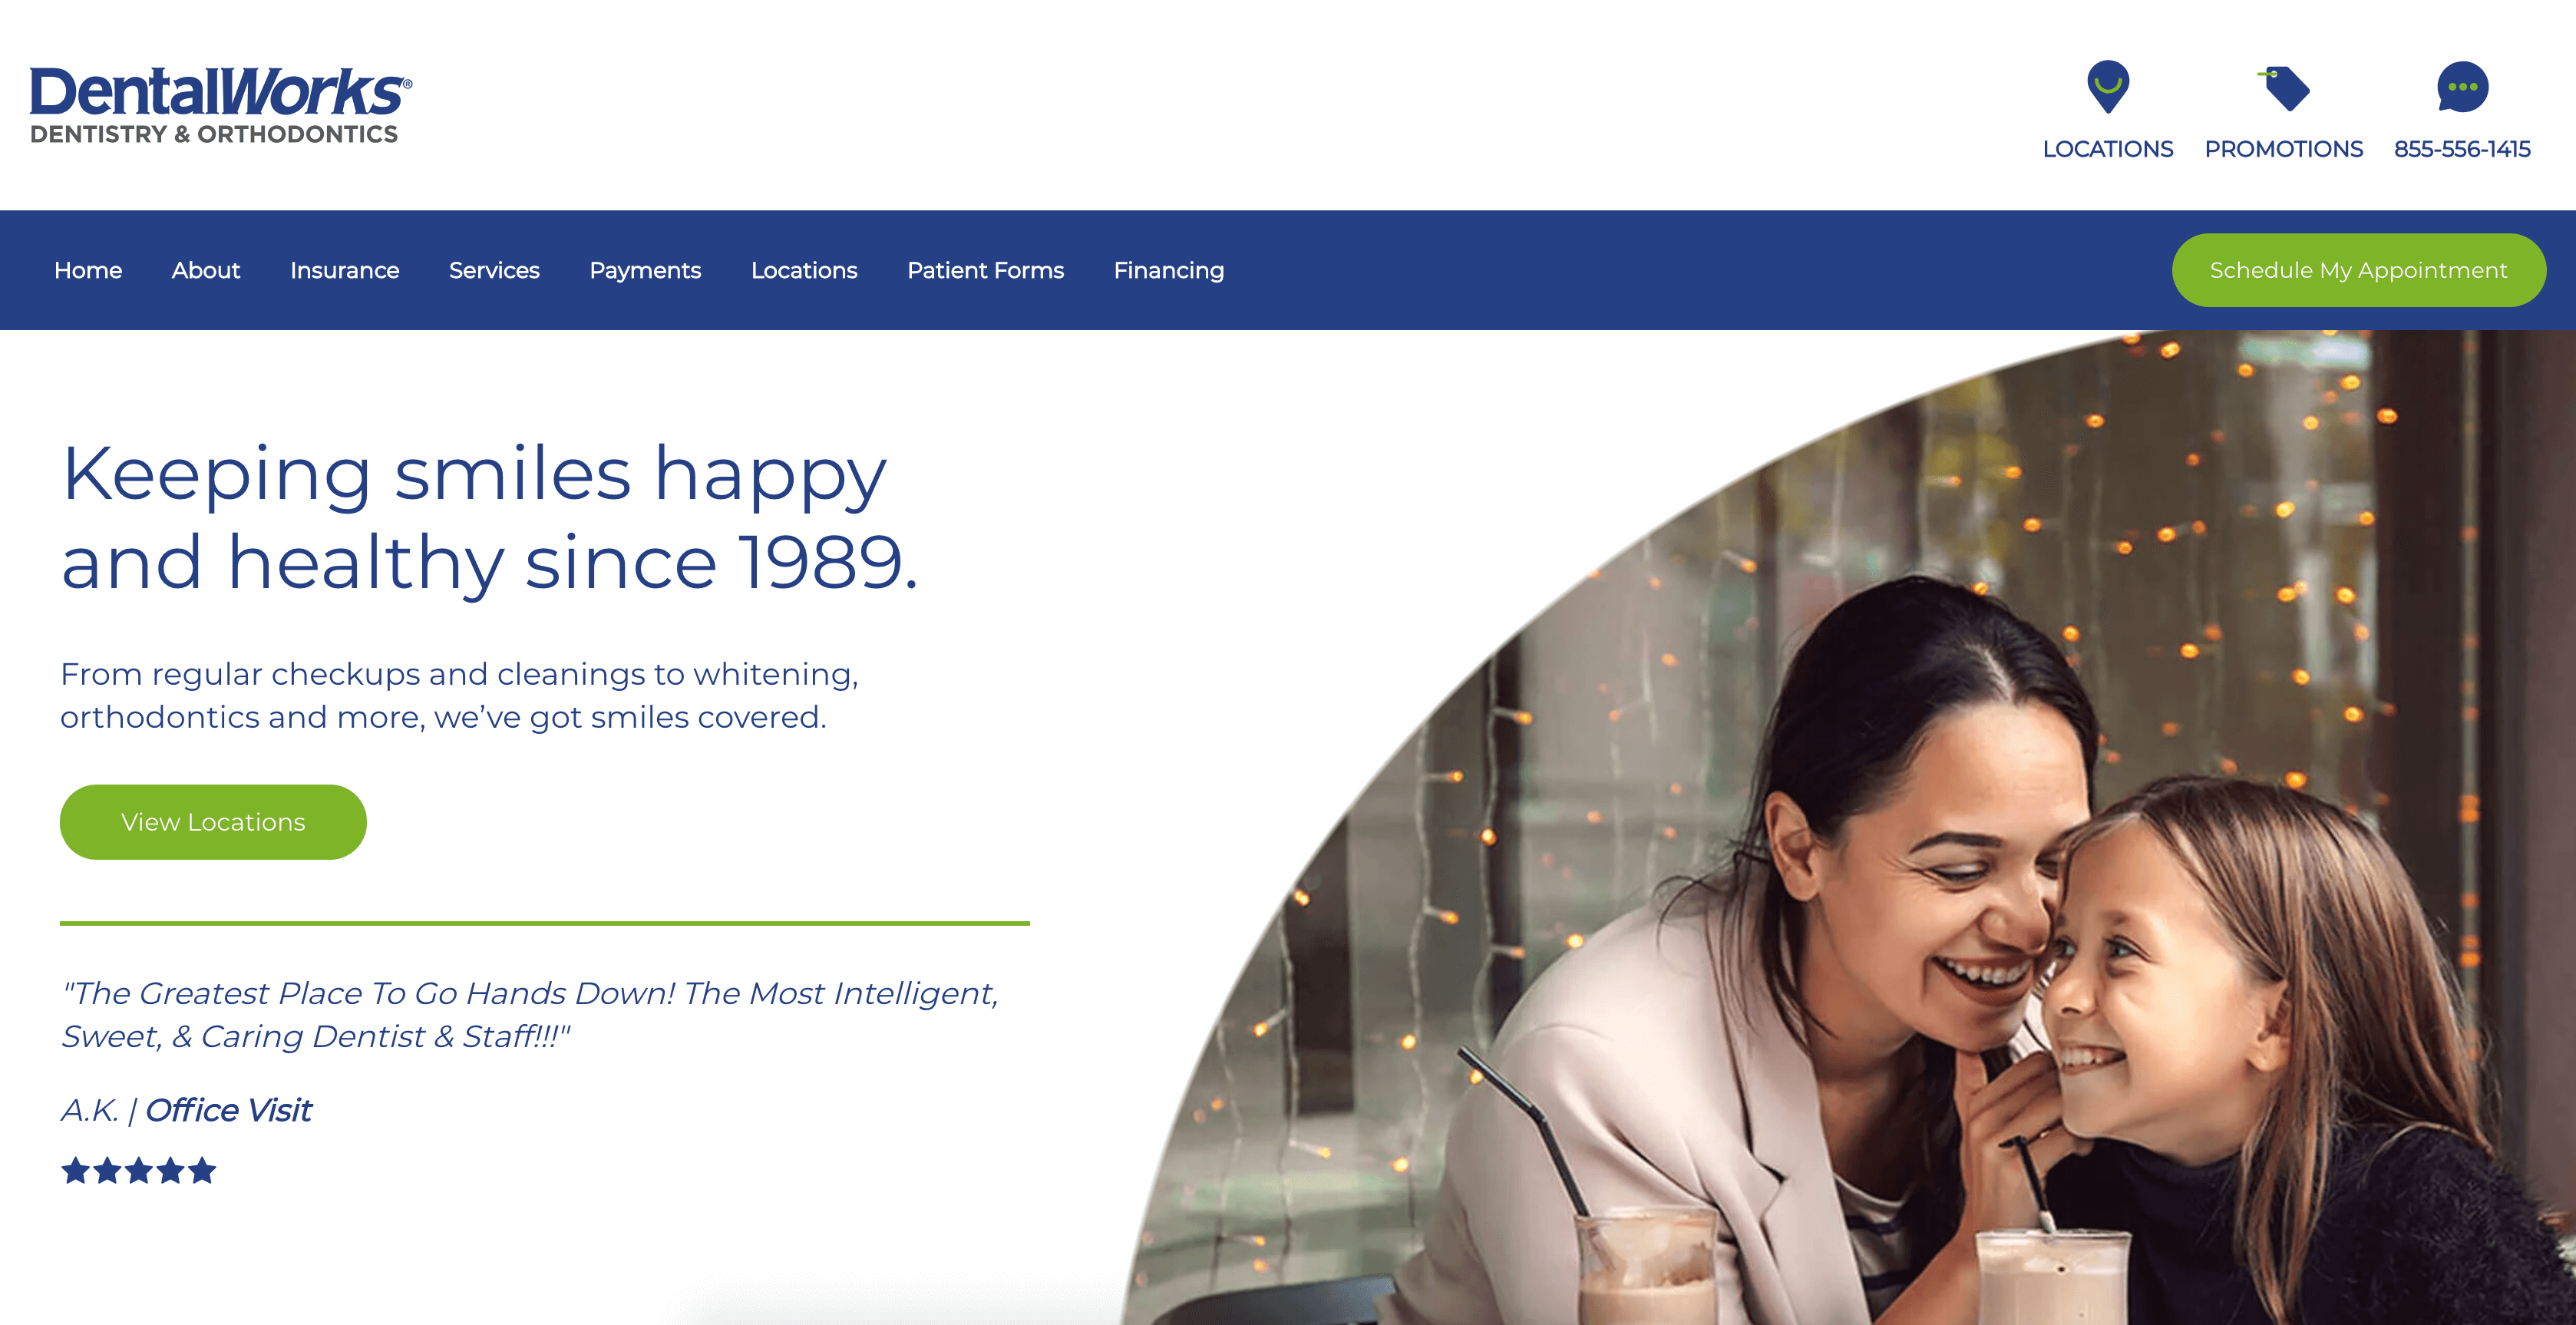 DentalWorks®
DENTISTRY & ORTHODONTICS
LOCATIONS
PROMOTIONS
855-556-1415
Home
About
Insurance
Services
Payments
Locations
Patient Forms
Financing
Schedule My Appointment
Keeping smiles happy
and healthy since 1989.
From regular checkups and cleanings to whitening,
orthodontics and more, we’ve got smiles covered.
View Locations
"The Greatest Place To Go Hands Down! The Most Intelligent,
Sweet, & Caring Dentist & Staff!!!"
A.K. | Office Visit